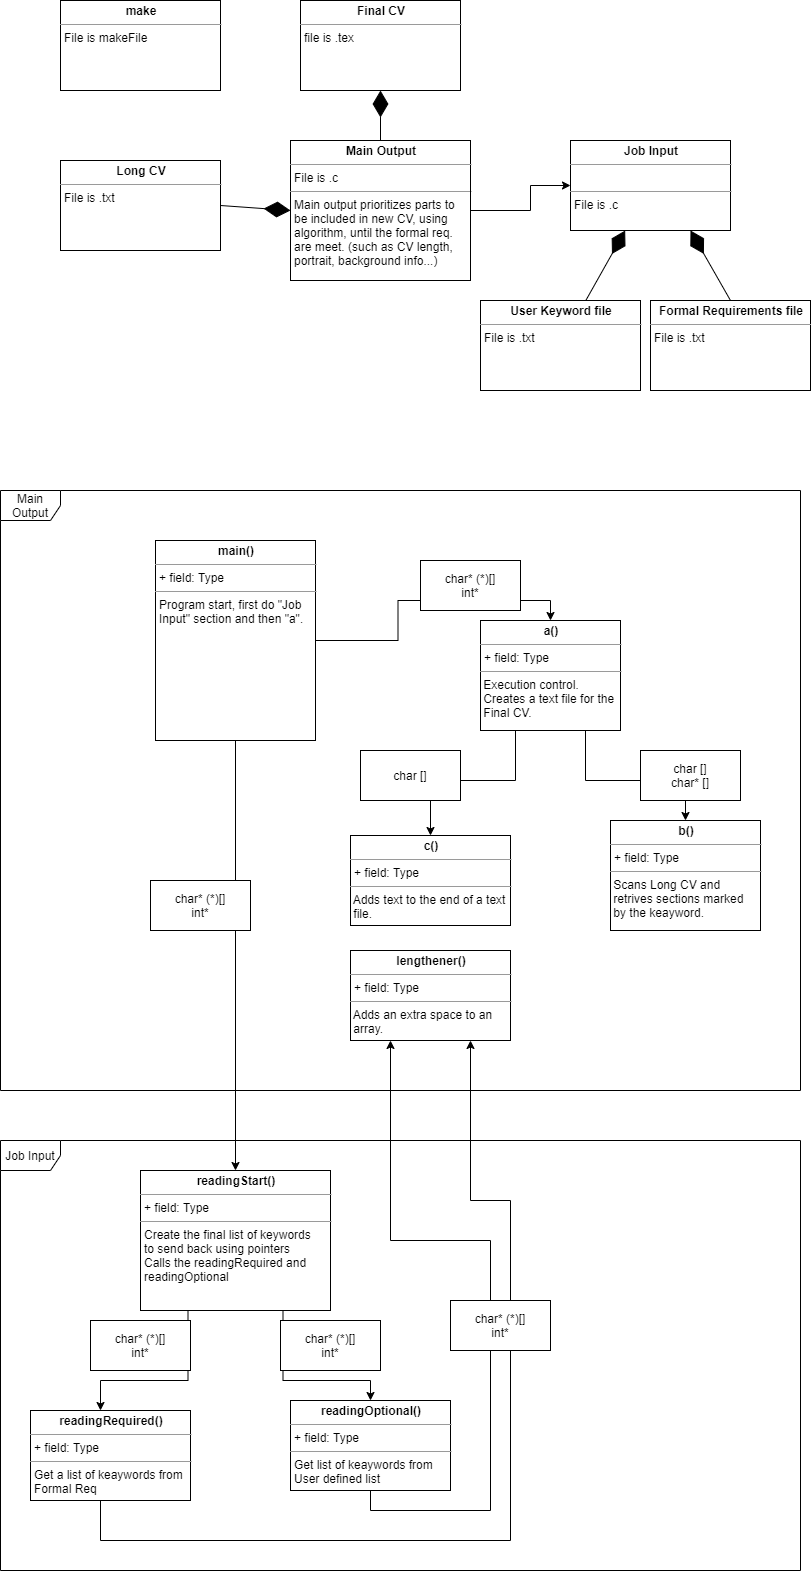 make
File is makeFile
Final CV
file is .tex
Long CV
File is .txt
Main Output
File is .c
Main output prioritizes parts to
be included in new CV, using
algorithm, until the formal req.
are meet. (such as CV length,
portrait, background info...)
Job Input
File is .c
User Keyword file
File is .txt
Formal Requirements file
File is .txt
Main
Output
main()
+ field: Type
Program start, first do "Job
Input" section and then "a".
char* (*)[]
int*
a()
+ field: Type
Execution control.
Creates a text file for the
Final CV.
char []
char []
char* []
c()
+ field: Type
Adds text to the end of a text
file.
b()
+ field: Type
Scans Long CV and
retrives sections marked
by the keayword.
char* (*)[]
int*
lengthener()
+ field: Type
Adds an extra space to an
array.
Job Input
readingStart()
+ field: Type
Create the final list of keywords
to send back using pointers
Calls the readingRequired and
readingOptional
char* (*)[]
int*
char* (*)[]
int*
char* (*)[]
int*
readingRequired()
+ field: Type
Get a list of keaywords from
Formal Req
readingOptional()
+ field: Type
Get list of keaywords from
User defined list